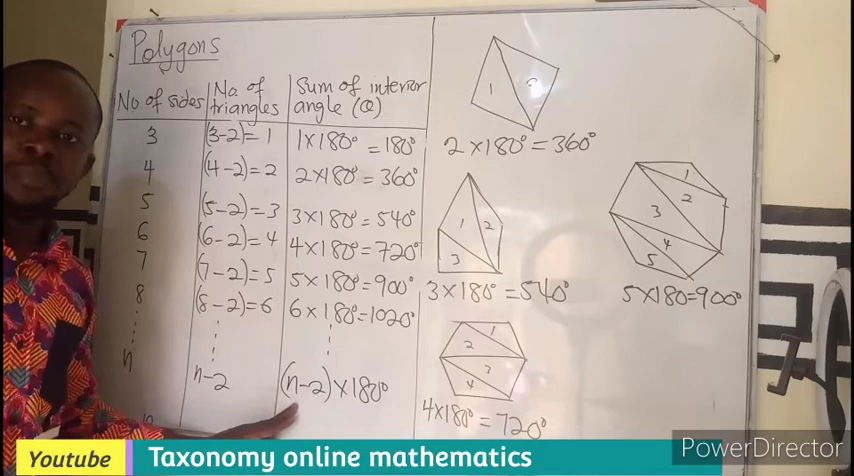 Polygons
No of sides No. of triangles Sum of interior angle (θ)
3 (3-2)=1 1×180° = 180°
4 (4-2)=2 2×180° = 360°
5 (5-2)=3 3×180° = 540°
6 (6-2)=4 4×180° = 720°
7 (7-2)=5 5×180° = 900°
8 (8-2)=6 6×180° = 1020°
n n-2 (n-2)×180°
1
2×180° = 360°
1 2
3
3×180° = 540°
1
2
3
4
5
5×180=900°
1
2
3
4
4×180° = 720°
Youtube Taxonomy online mathematics
PowerDirector